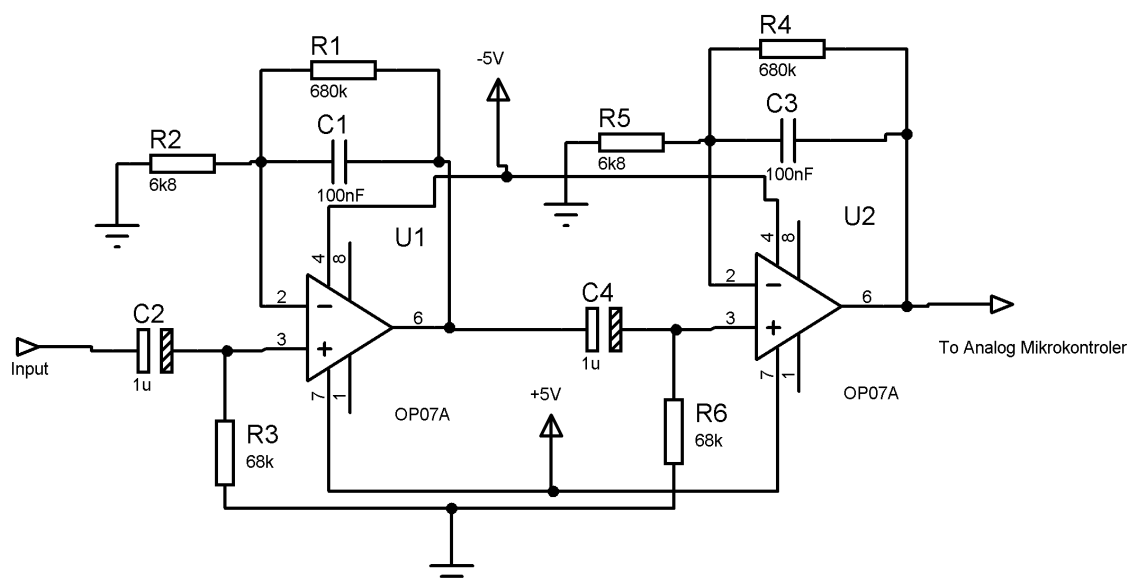 R1
680k
C1
100nF
R2
6k8
-5V
R4
680k
C3
100nF
R5
6k8
U1
4
8
2
3
6
7
1
OP07A
C2
1u
Input
R3
68k
C4
1u
+5V
R6
68k
U2
4
8
2
3
6
7
1
OP07A
To Analog Mikrokontroler